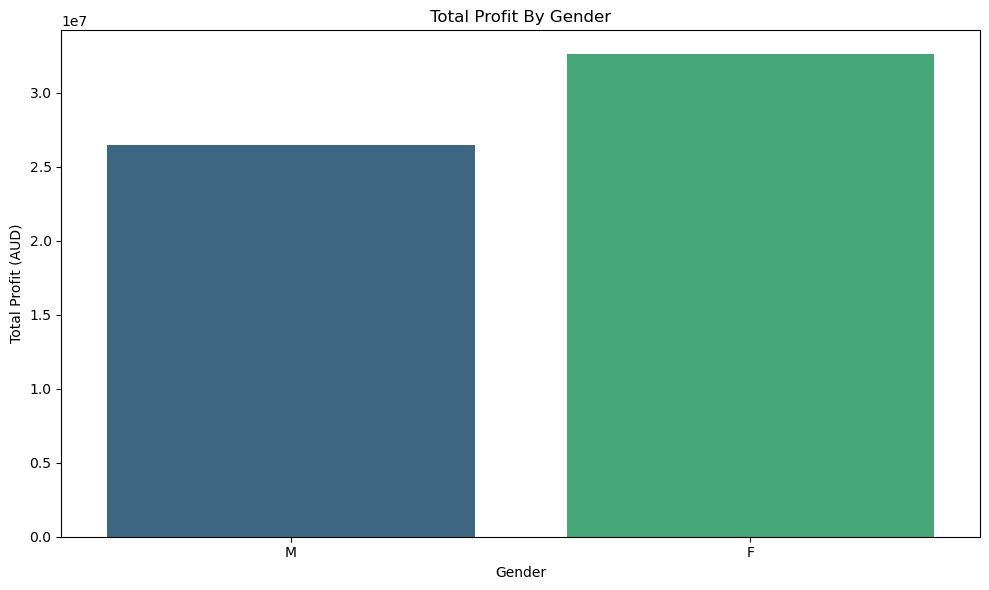 Total Profit By Gender
1e7
3.0
2.5
2.0
1.5
1.0
0.5
0.0
Total Profit (AUD)
M
F
Gender